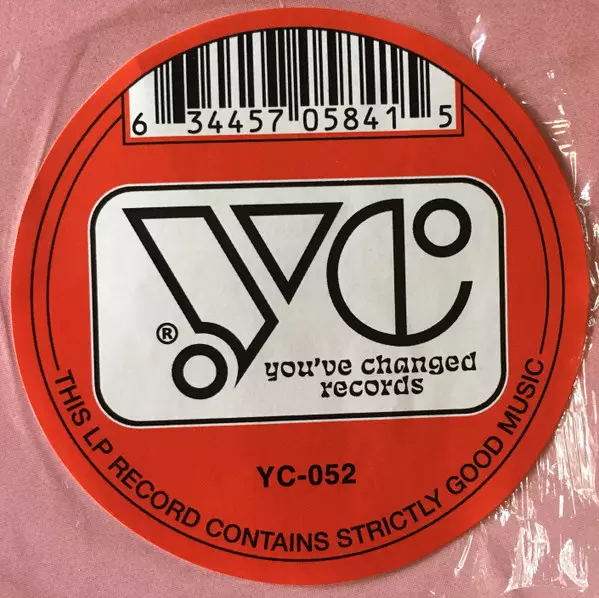 6 34457 05841 5
yc
®
you've changed
records
YC-052
THIS LP RECORD CONTAINS STRICTLY GOOD MUSIC